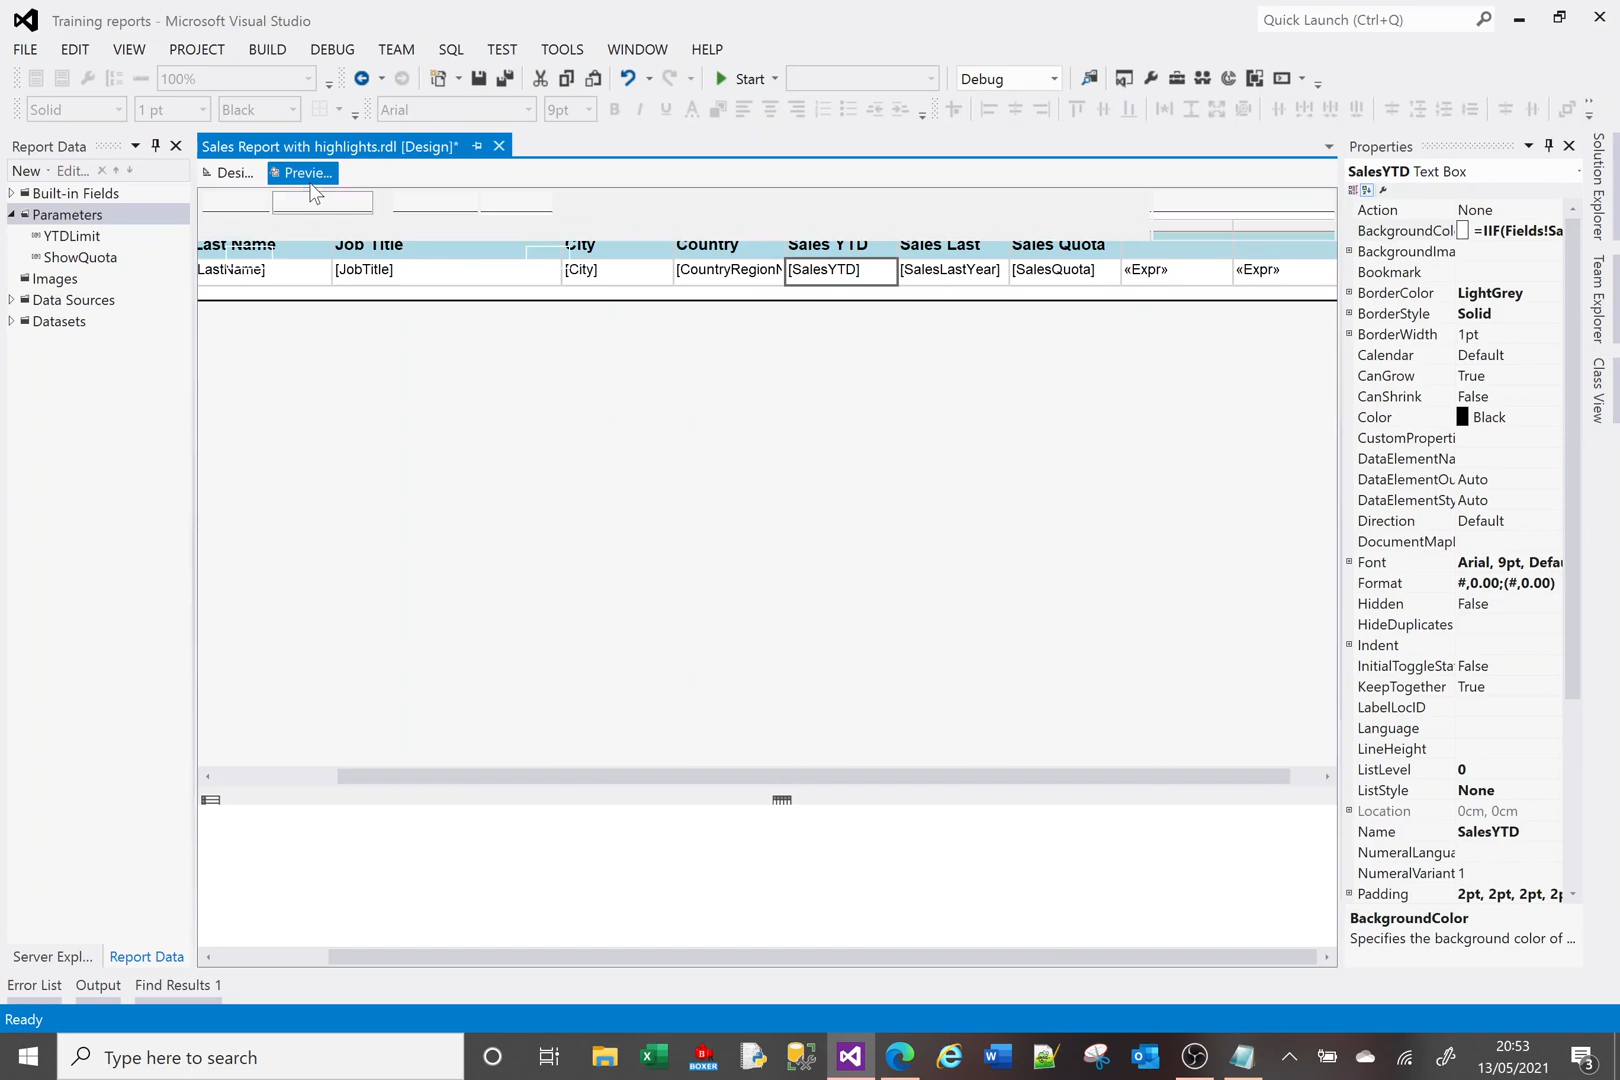 Training reports - Microsoft Visual Studio
Quick Launch (Ctrl+Q)
FILE EDIT VIEW PROJECT BUILD DEBUG TEAM SQL TEST TOOLS WINDOW HELP
100% Start Debug
Solid 1 pt Black Arial 9pt B I U A
Report Data
New Edit...
Built-in Fields
Parameters
YTDLimit
ShowQuota
Images
Data Sources
Datasets
Server Expl... Report Data
Sales Report with highlights.rdl [Design]*
Desi... Previe...
Last Name Job Title City Country Sales YTD Sales Last Sales Quota
LastName] [JobTitle] [City] [CountryRegionN [SalesYTD] [SalesLastYear] [SalesQuota] «Expr» «Expr»
Properties
SalesYTD Text Box
Action None
BackgroundCol =IIF(Fields!Sa
BackgroundIma
Bookmark
BorderColor LightGrey
BorderStyle Solid
BorderWidth 1pt
Calendar Default
CanGrow True
CanShrink False
Color Black
CustomProperti
DataElementNa
DataElementOu Auto
DataElementSty Auto
Direction Default
DocumentMapl
Font Arial, 9pt, Defau
Format #,0.00;(#,0.00)
Hidden False
HideDuplicates
Indent
InitialToggleSta False
KeepTogether True
LabelLocID
Language
LineHeight
ListLevel 0
ListStyle None
Location 0cm, 0cm
Name SalesYTD
NumeralLangua
NumeralVariant 1
Padding 2pt, 2pt, 2pt, 2p
BackgroundColor
Specifies the background color of ...
Solution Explorer
Team Explorer
Class View
Error List Output Find Results 1
Ready
Type here to search
BOXER
20:53
13/05/2021
3